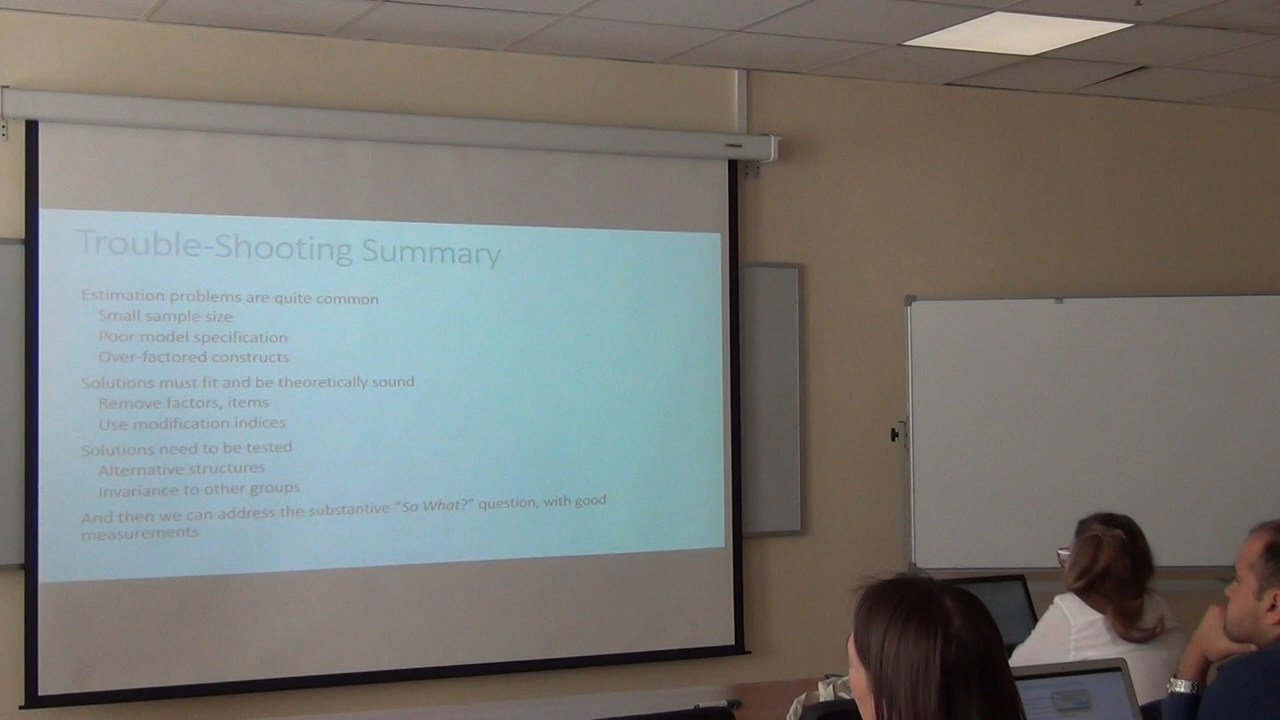 Trouble-Shooting Summary
Estimation problems are quite common
Small sample size
Poor model specification
Over-factored constructs
Solutions must fit and be theoretically sound
Remove factors, items
Use modification indices
Solutions need to be tested
Alternative structures
Invariance to other groups
And then we can address the substantive "So What?" question, with good
measurements